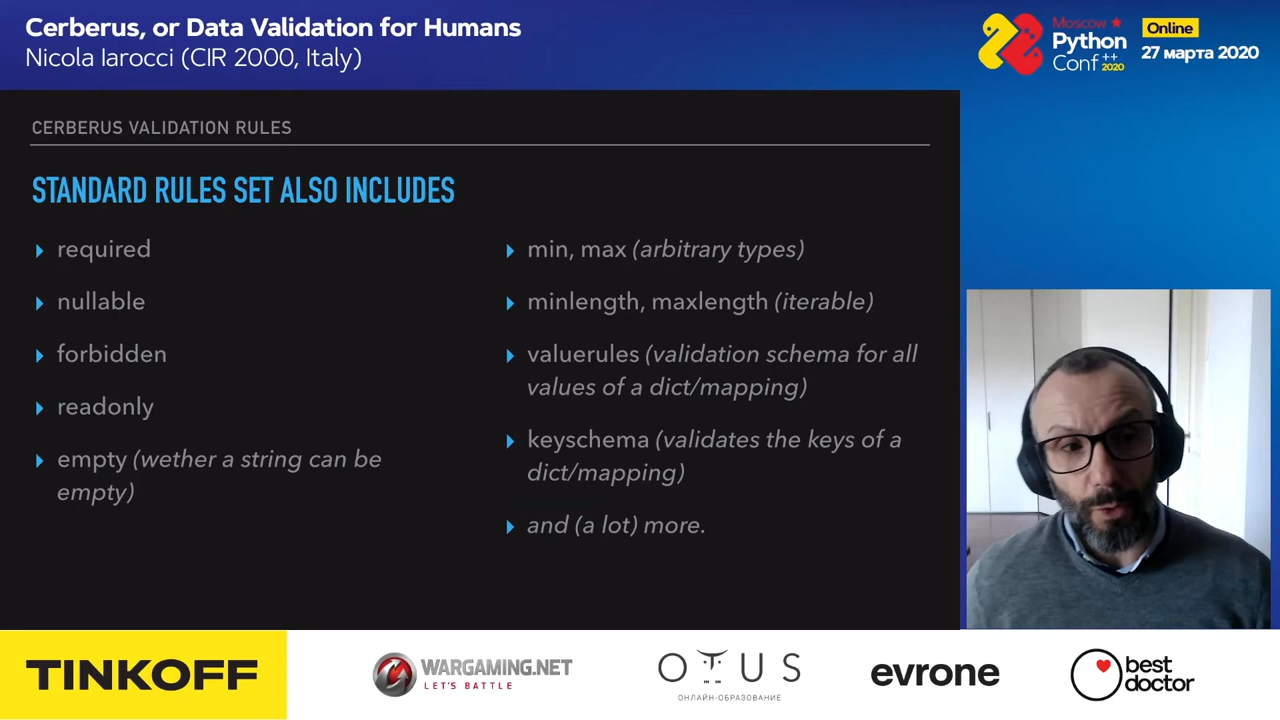 Cerberus, or Data Validation for Humans
Nicola Iarocci (CIR 2000, Italy)
Moscow
Python
Conf ++
2020
Online
27 марта 2020
CERBERUS VALIDATION RULES
STANDARD RULES SET ALSO INCLUDES
required
nullable
forbidden
readonly
empty (wether a string can be
empty)
min, max (arbitrary types)
minlength, maxlength (iterable)
valuerules (validation schema for all
values of a dict/mapping)
keyschema (validates the keys of a
dict/mapping)
and (a lot) more.
TINKOFF
WARGAMING.NET
LET'S BATTLE
OTUS
ОНЛАЙН-ОБРАЗОВАНИЕ
evrone
best
doctor